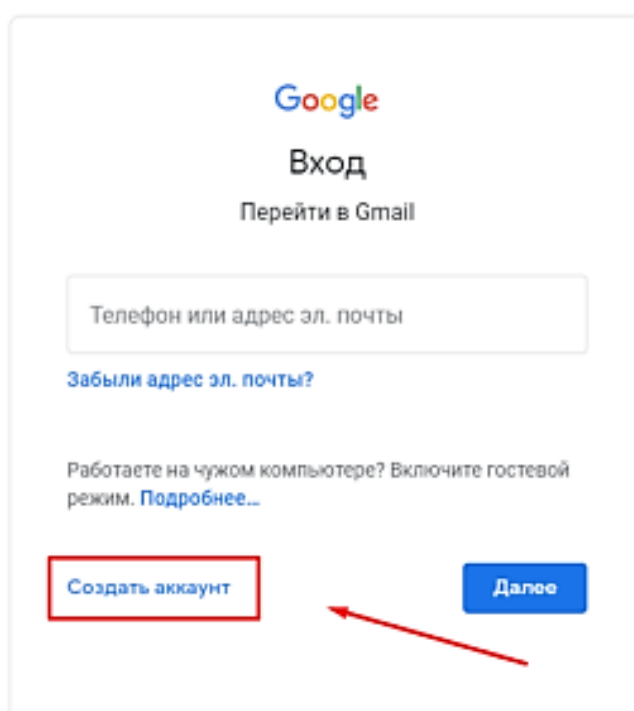 Google
Вход
Перейти в Gmail
Телефон или адрес эл. почты
Забыли адрес эл. почты?
Работаете на чужом компьютере? Включите гостевой
режим. Подробнее...
Создать аккаунт
Далее